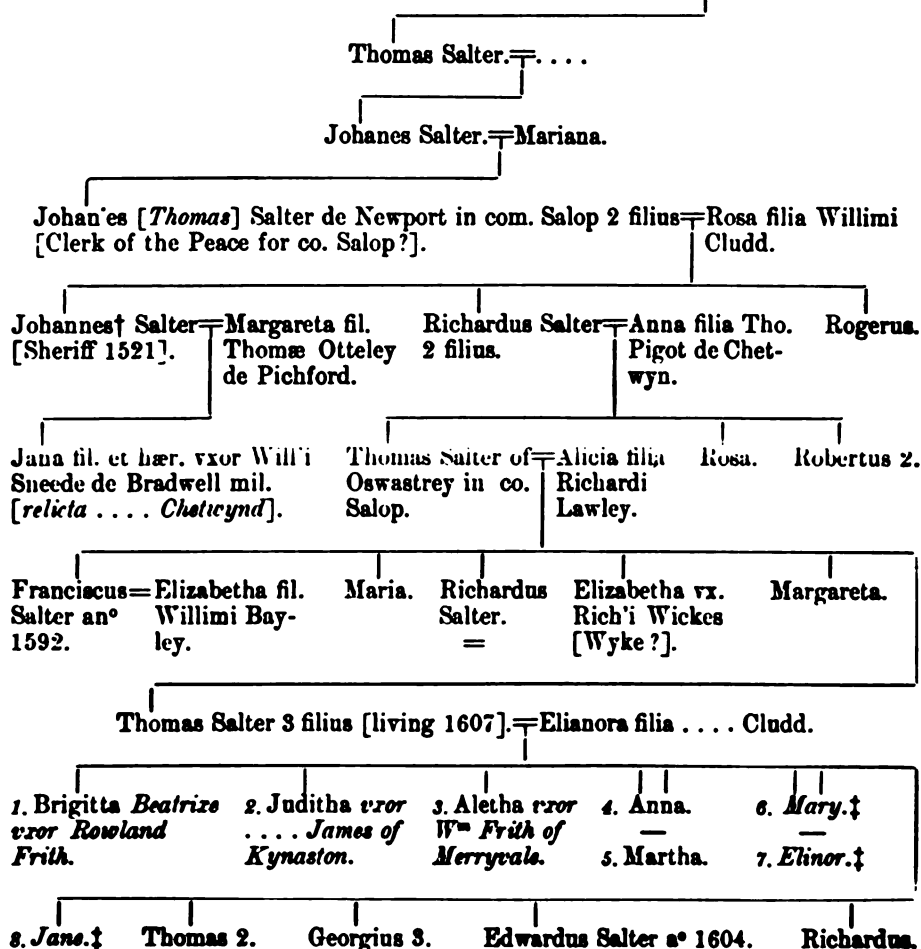 Thomas Salter.=. . . .
Johanes Salter.=Mariana.
Johan'es [Thomas] Salter de Newport in com. Salop 2 filius=Rosa filia Willimi
[Clerk of the Peace for co. Salop?]. Cludd.
Johannes† Salter=Margareta fil. Richardus Salter=Anna filia Tho. Rogerus.
[Sheriff 1521]. Thomæ Otteley 2 filius. Pigot de Chet-
de Pichford. wyn.
Jana fil. et hær. vxor Will'i Thomas Salter of=Alicia filia Rosa. Robertus 2.
Sneede de Bradwell mil. Oswastrey in co. Richardi
[relicta . . . . Chetwynd]. Salop. Lawley.
Franciscus=Elizabetha fil. Maria. Richardus Elizabetha vx. Margareta.
Salter anº Willimi Bay- Salter. Rich'i Wickes
1592. ley. = [Wyke?].
Thomas Salter 3 filius [living 1607].=Elianora filia . . . . Cludd.
1. Brigitta Beatrixe 2. Juditha vxor 3. Aletha vxor 4. Anna. 6. Mary.‡
vxor Rowland . . . . James of Wm Frith of — —
Frith. Kynaston. Merryvale. 5. Martha. 7. Elinor.‡
8. Jane.‡ Thomas 2. Georgius 3. Edwardus Salter aº 1604. Richardus.